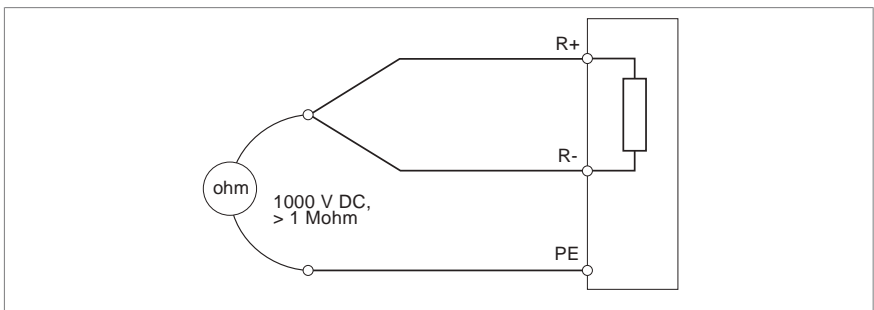 R+
R-
ohm
1000 V DC,
> 1 Mohm
PE